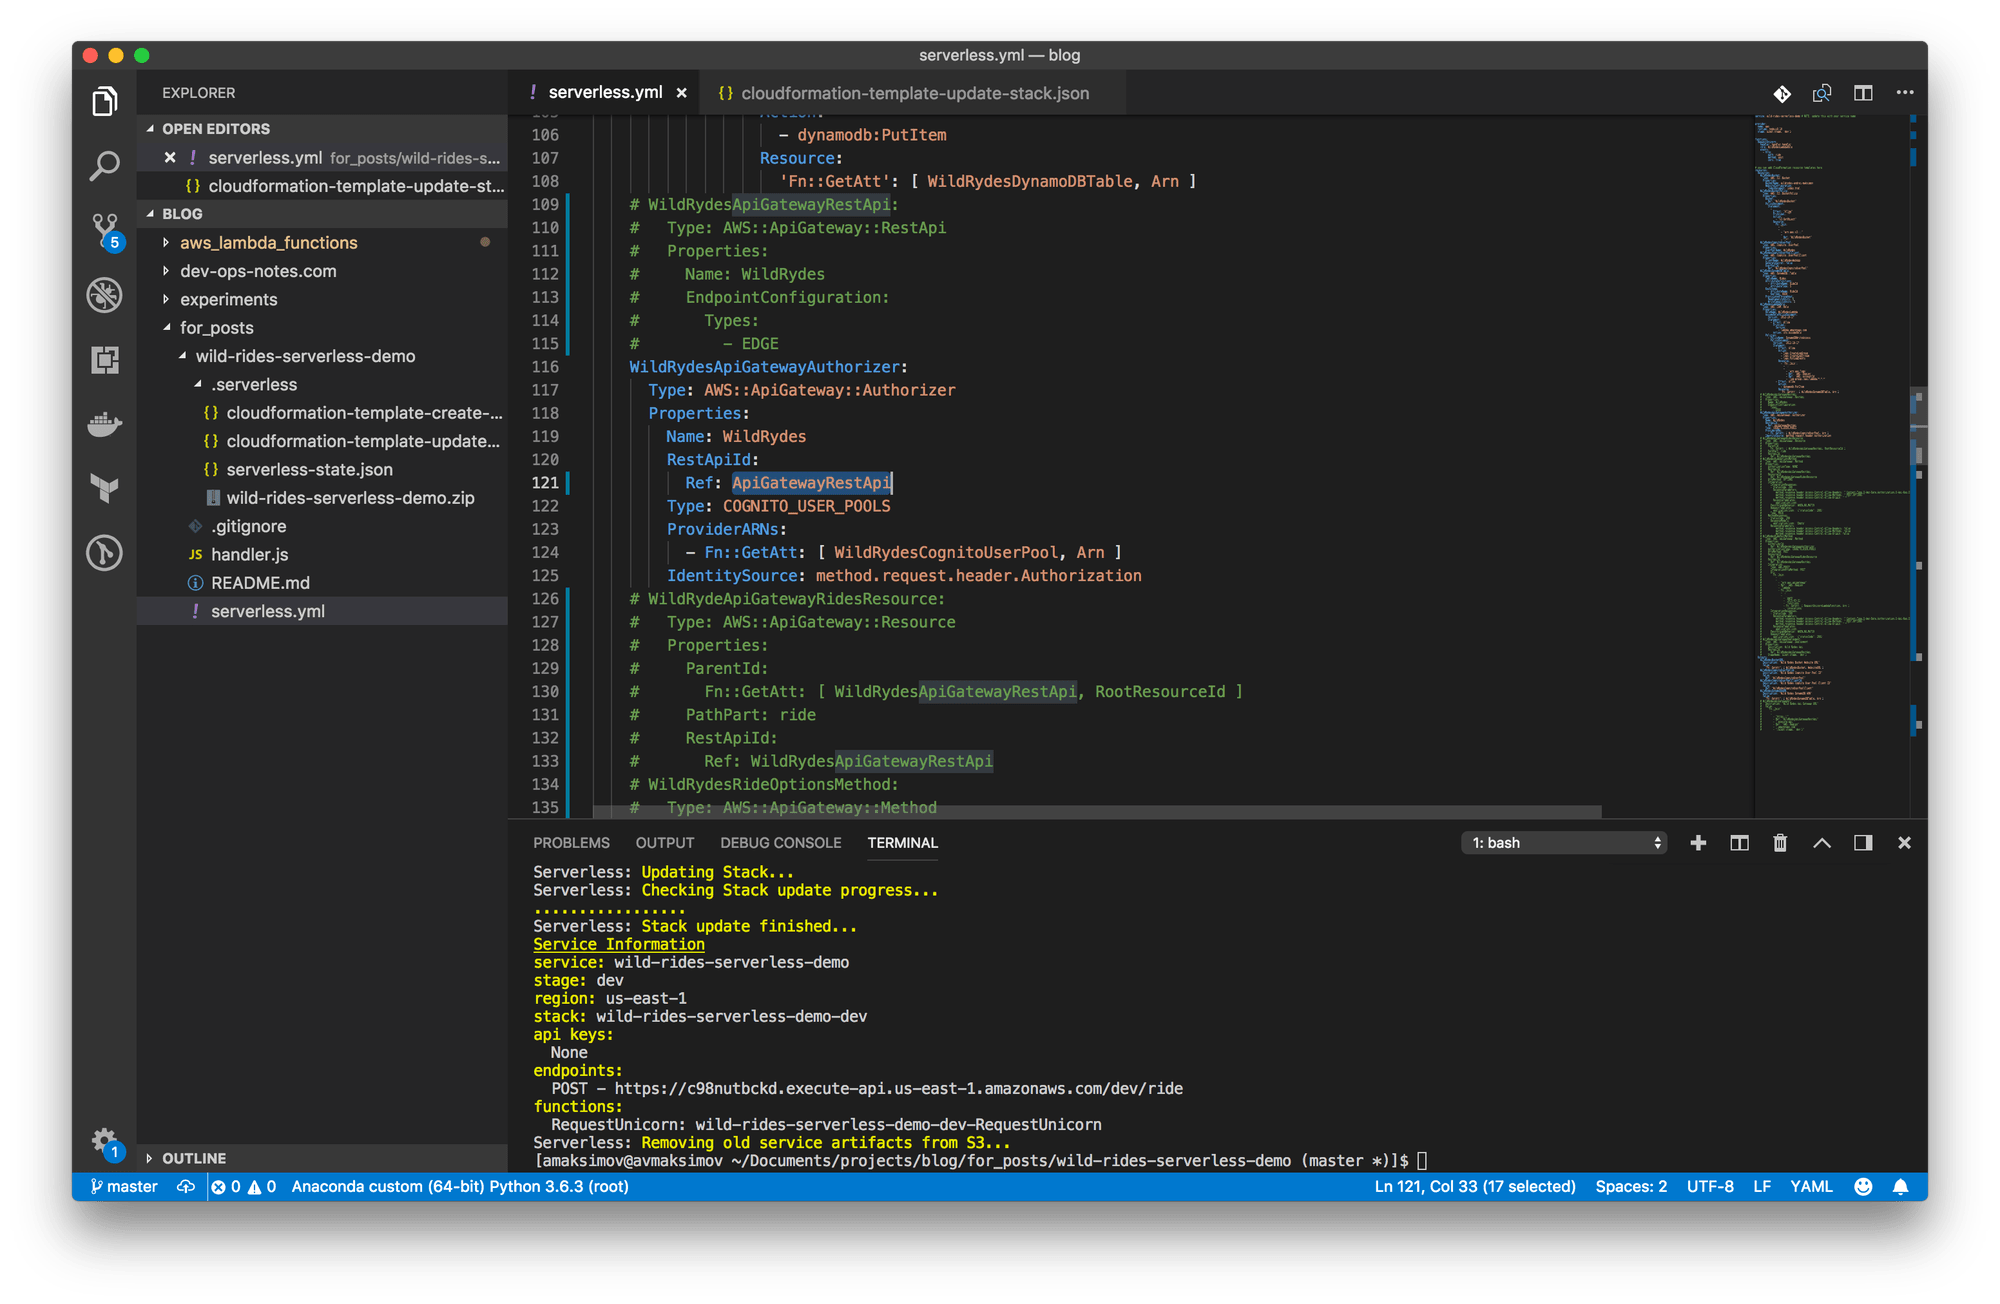 serverless.yml — blog
EXPLORER
OPEN EDITORS
serverless.yml for_posts/wild-rides-s...
cloudformation-template-update-st...
BLOG
aws_lambda_functions
dev-ops-notes.com
experiments
for_posts
wild-rides-serverless-demo
.serverless
{} cloudformation-template-create-...
{} cloudformation-template-update...
{} serverless-state.json
wild-rides-serverless-demo.zip
.gitignore
JS handler.js
README.md
! serverless.yml
OUTLINE
5
1
! serverless.yml
{} cloudformation-template-update-stack.json
105 Action:
106 - dynamodb:PutItem
107 Resource:
108 'Fn::GetAtt': [ WildRydesDynamoDBTable, Arn ]
109 # WildRydesApiGatewayRestApi:
110 #   Type: AWS::ApiGateway::RestApi
111 #   Properties:
112 #     Name: WildRydes
113 #     EndpointConfiguration:
114 #       Types:
115 #         - EDGE
116 WildRydesApiGatewayAuthorizer:
117 Type: AWS::ApiGateway::Authorizer
118 Properties:
119 Name: WildRydes
120 RestApiId:
121 Ref: ApiGatewayRestApi
122 Type: COGNITO_USER_POOLS
123 ProviderARNs:
124 - Fn::GetAtt: [ WildRydesCognitoUserPool, Arn ]
125 IdentitySource: method.request.header.Authorization
126 # WildRydeApiGatewayRidesResource:
127 #   Type: AWS::ApiGateway::Resource
128 #   Properties:
129 #     ParentId:
130 #       Fn::GetAtt: [ WildRydesApiGatewayRestApi, RootResourceId ]
131 #     PathPart: ride
132 #     RestApiId:
133 #       Ref: WildRydesApiGatewayRestApi
134 # WildRydesRideOptionsMethod:
135 #   Type: AWS::ApiGateway::Method
PROBLEMS OUTPUT DEBUG CONSOLE TERMINAL 1: bash
Serverless: Updating Stack...
Serverless: Checking Stack update progress...
.................
Serverless: Stack update finished...
Service Information
service: wild-rides-serverless-demo
stage: dev
region: us-east-1
stack: wild-rides-serverless-demo-dev
api keys:
None
endpoints:
POST - https://c98nutbckd.execute-api.us-east-1.amazonaws.com/dev/ride
functions:
RequestUnicorn: wild-rides-serverless-demo-dev-RequestUnicorn
Serverless: Removing old service artifacts from S3...
[amaksimov@avmaksimov ~/Documents/projects/blog/for_posts/wild-rides-serverless-demo (master *)]$
master 0 0 Anaconda custom (64-bit) Python 3.6.3 (root) Ln 121, Col 33 (17 selected) Spaces: 2 UTF-8 LF YAML